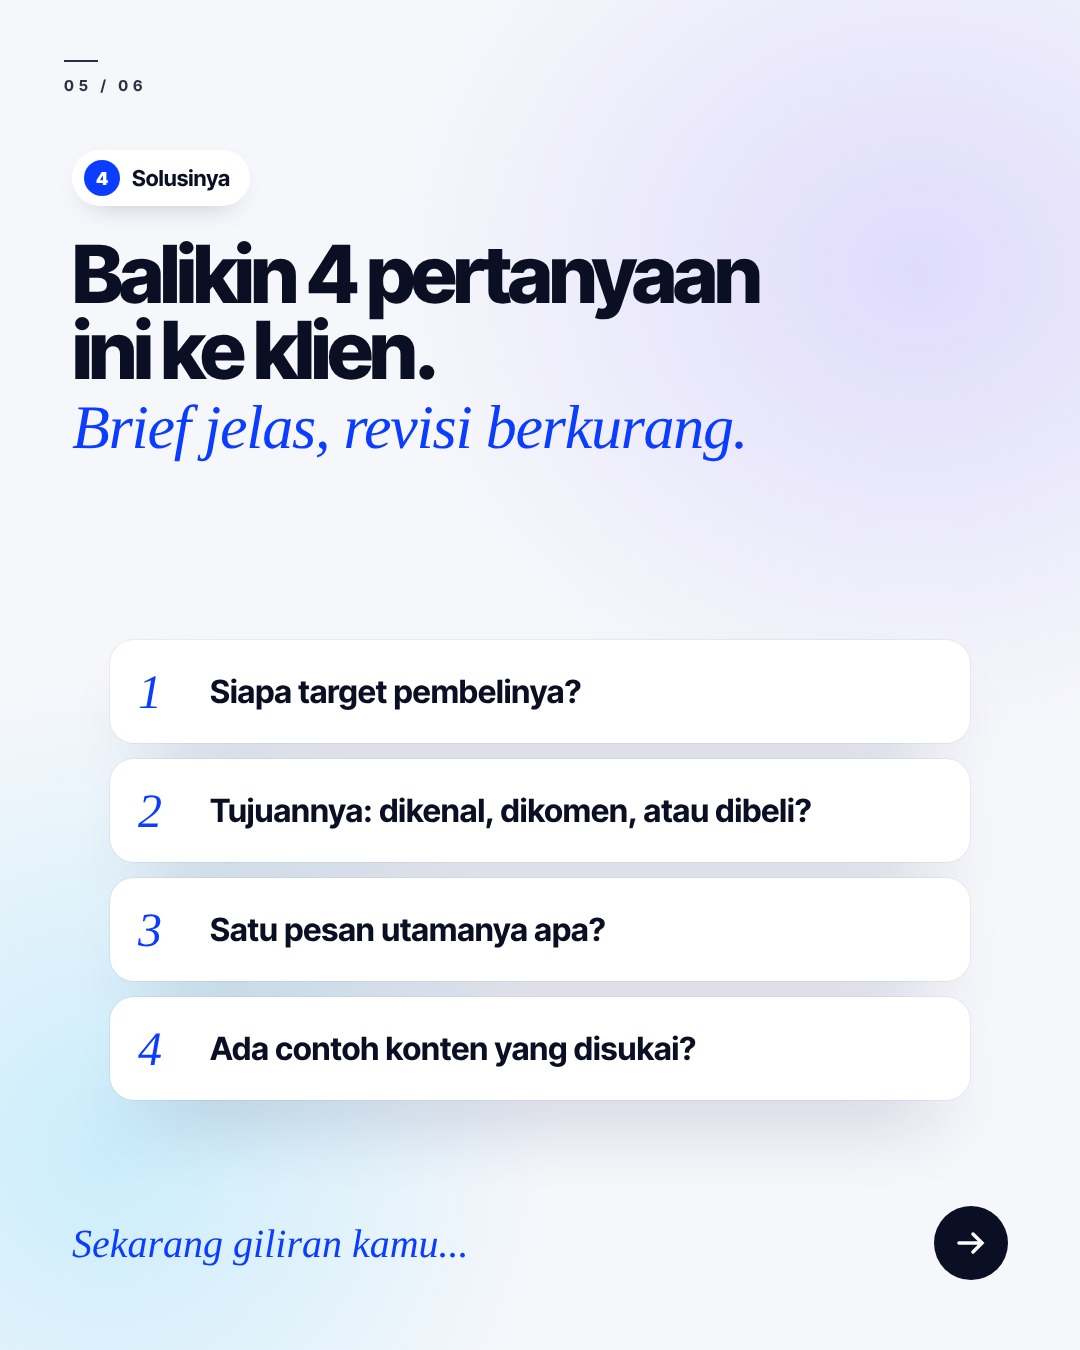 05 / 06
4 Solusinya
Balikin 4 pertanyaan
ini ke klien.
Brief jelas, revisi berkurang.
1 Siapa target pembelinya?
2 Tujuannya: dikenal, dikomen, atau dibeli?
3 Satu pesan utamanya apa?
4 Ada contoh konten yang disukai?
Sekarang giliran kamu...